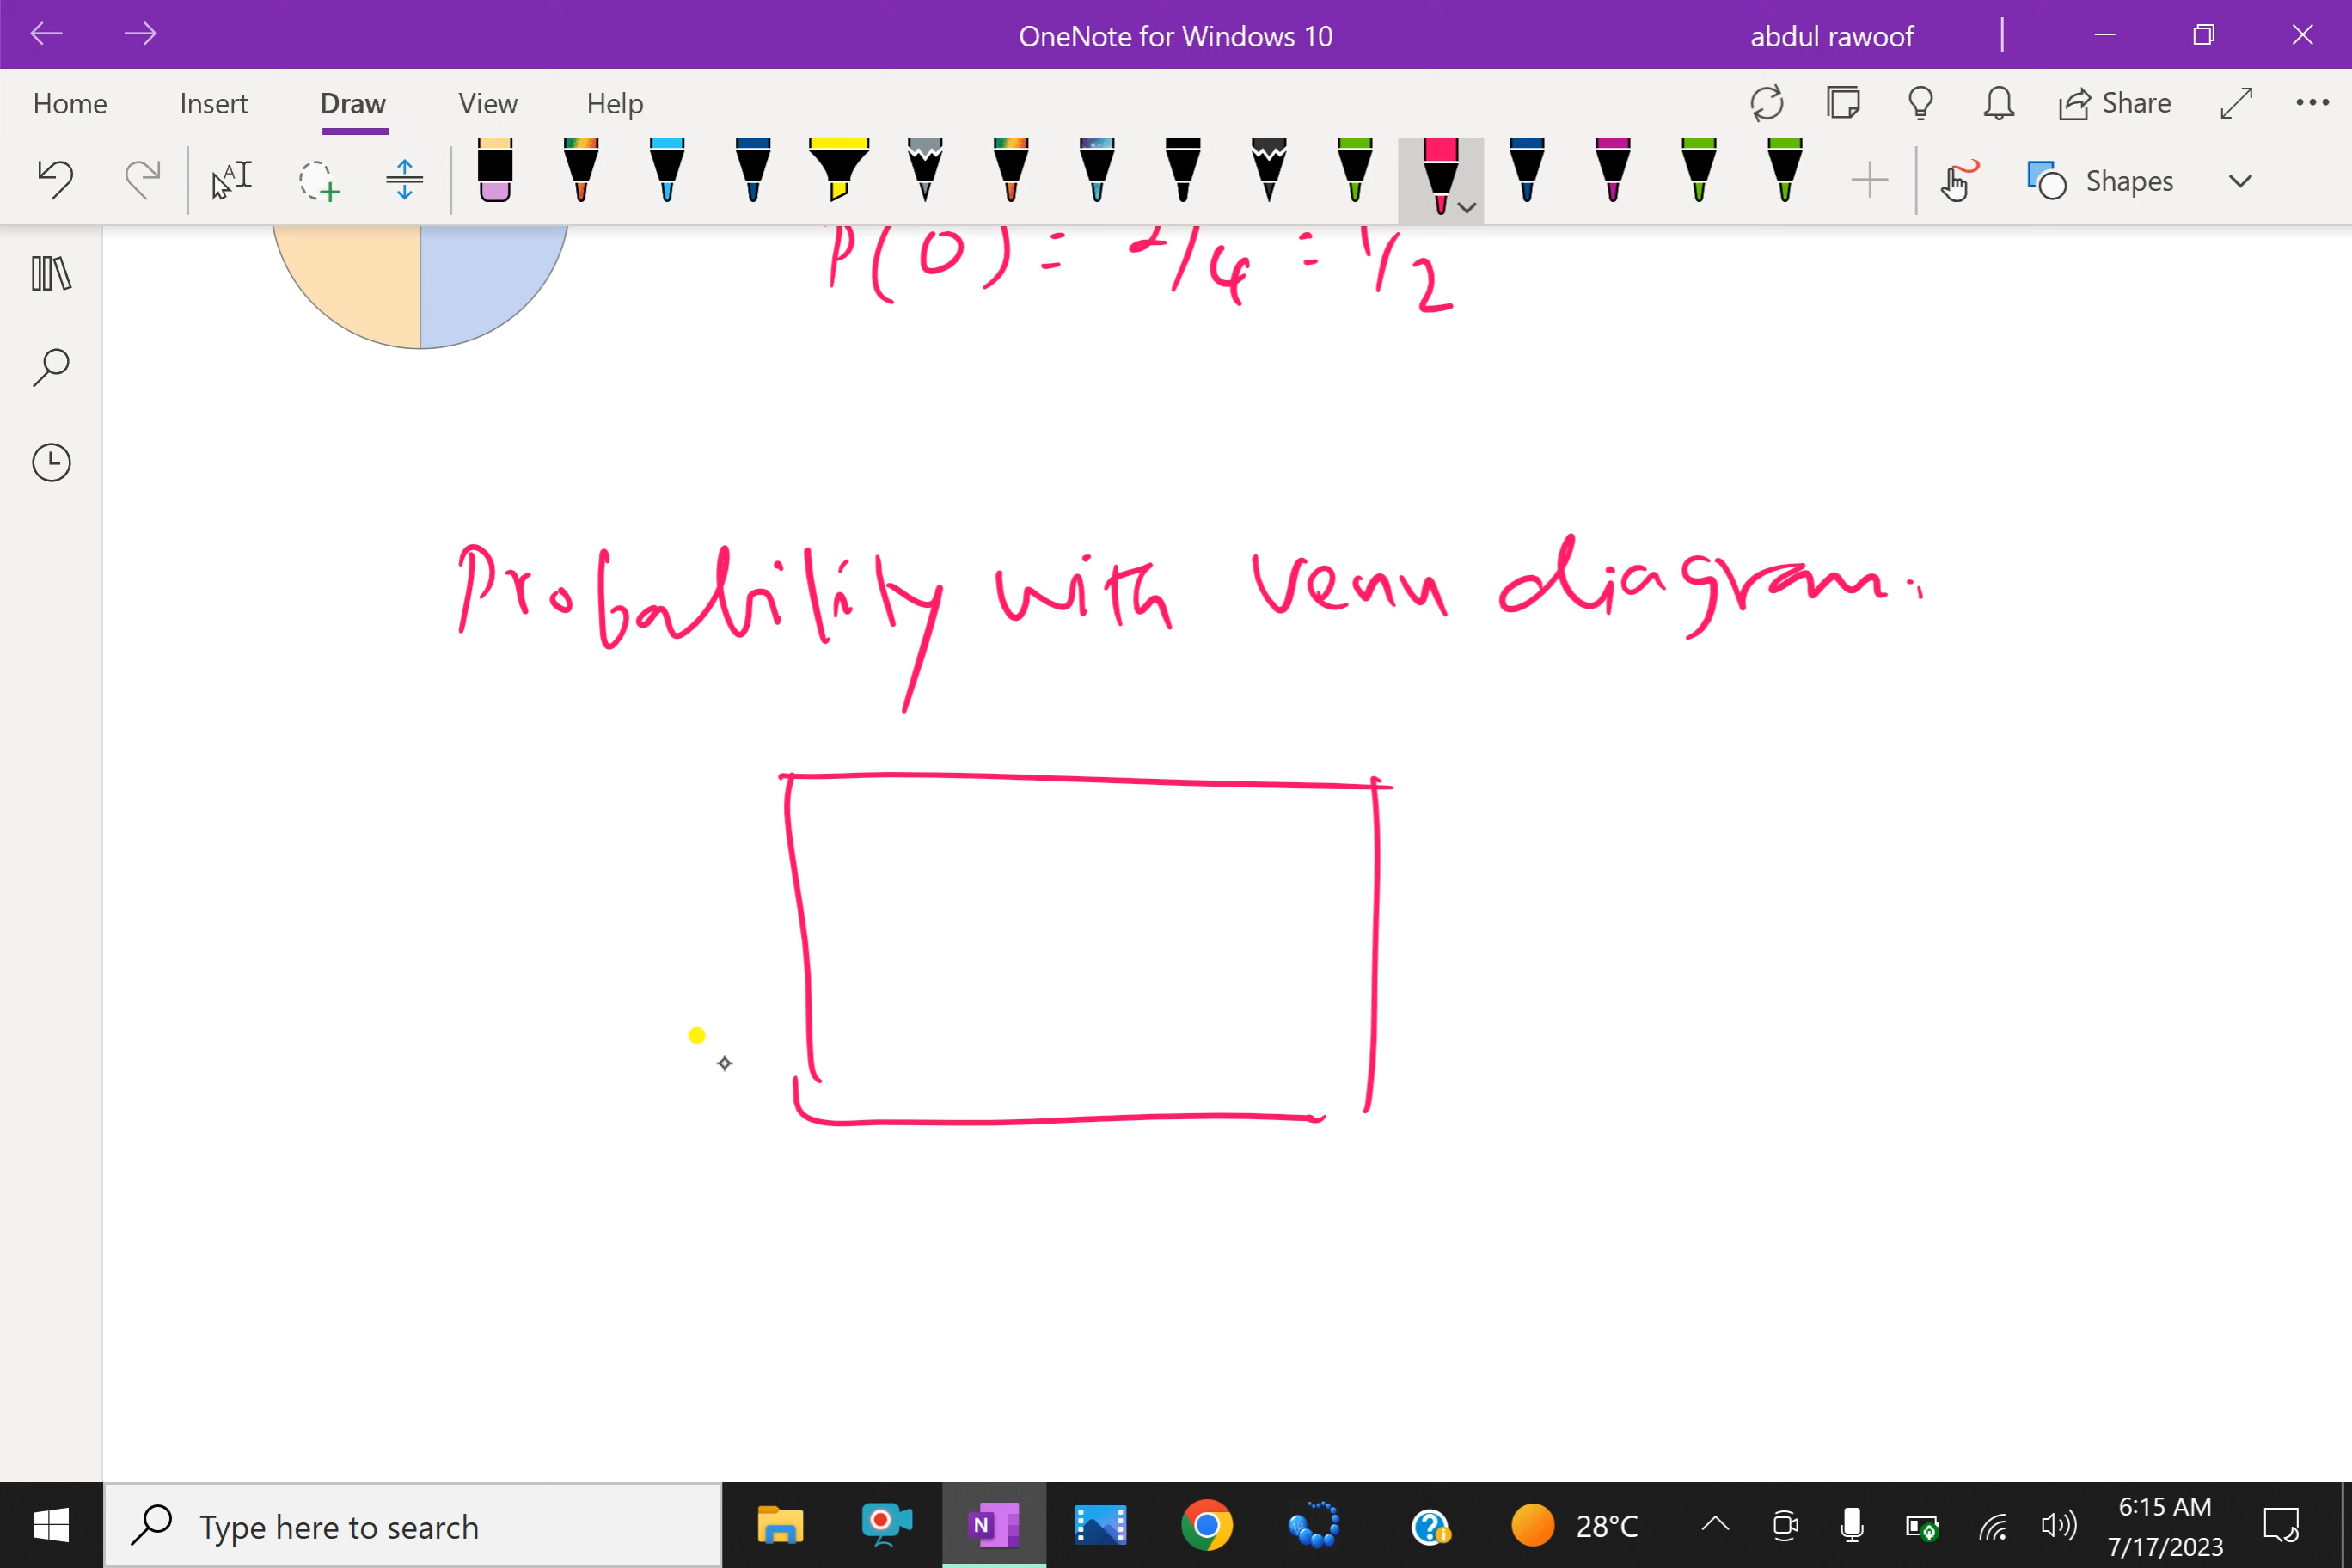 OneNote for Windows 10
abdul rawoof
Home Insert Draw View Help
Share
Shapes
P(0) = 2/4 = 1/2
Probability with venn diagram:
Type here to search
28°C
6:15 AM
7/17/2023